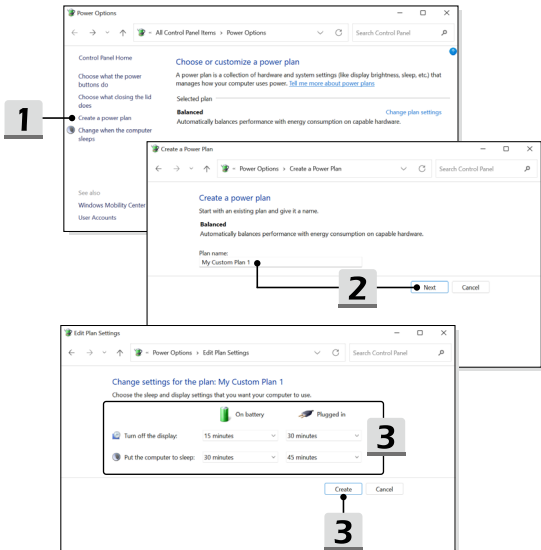 Power Options
All Control Panel Items › Power Options
Search Control Panel
Control Panel Home
Choose what the power
buttons do
Choose what closing the lid
does
Create a power plan
Change when the computer
sleeps
See also
Windows Mobility Center
User Accounts
Choose or customize a power plan
A power plan is a collection of hardware and system settings (like display brightness, sleep, etc.) that
manages how your computer uses power. Tell me more about power plans
Selected plan
Balanced
Change plan settings
Automatically balances performance with energy consumption on capable hardware.
?
1
Create a Power Plan
Power Options › Create a Power Plan
Search Control Panel
Create a power plan
Start with an existing plan and give it a name.
Balanced
Automatically balances performance with energy consumption on capable hardware.
Plan name:
My Custom Plan 1
2
Next
Cancel
Edit Plan Settings
Power Options › Edit Plan Settings
Search Control Panel
Change settings for the plan: My Custom Plan 1
Choose the sleep and display settings that you want your computer to use.
On battery
Plugged in
Turn off the display:
15 minutes
30 minutes
Put the computer to sleep:
30 minutes
45 minutes
3
Create
Cancel
3